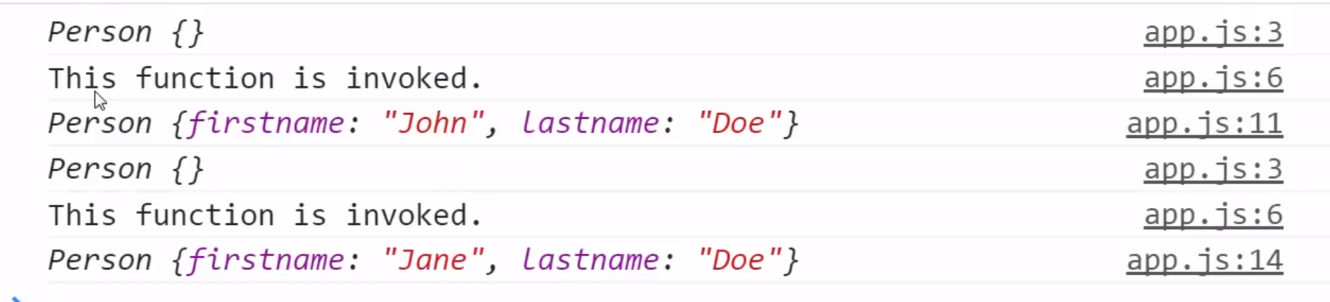 Person {} app.js:3
This function is invoked. app.js:6
Person {firstname: "John", lastname: "Doe"} app.js:11
Person {} app.js:3
This function is invoked. app.js:6
Person {firstname: "Jane", lastname: "Doe"} app.js:14